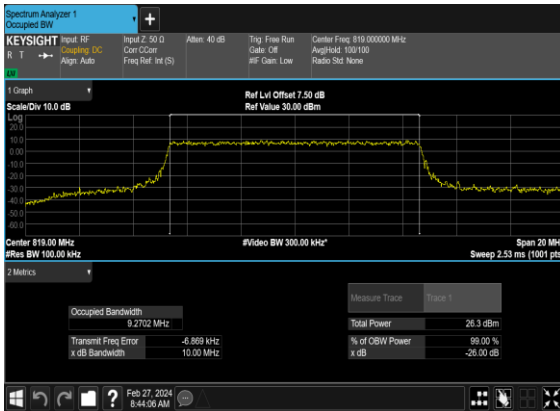 Spectrum Analyzer 1
Occupied BW
KEYSIGHT
R T
LW
Input: RF
Coupling: DC
Align: Auto
Input Z: 50 Ω
Corr CCorr
Freq Ref: Int (S)
Atten: 40 dB
Trig: Free Run
Gate: Off
#IF Gain: Low
Center Freq: 819.000000 MHz
Avg|Hold: 100/100
Radio Std: None
1 Graph
Scale/Div 10.0 dB
Ref Lvl Offset 7.50 dB
Ref Value 30.00 dBm
Log
20.0
10.0
0.00
-10.0
-20.0
-30.0
-40.0
-50.0
-60.0
Center 819.00 MHz
#Res BW 100.00 kHz
#Video BW 300.00 kHz*
Span 20 MH
Sweep 2.53 ms (1001 pts
2 Metrics
Occupied Bandwidth
9.2702 MHz
Transmit Freq Error -6.869 kHz
x dB Bandwidth 10.00 MHz
Measure Trace Trace 1
Total Power 26.3 dBm
% of OBW Power 99.00 %
x dB -26.00 dB
Feb 27, 2024
8:44:06 AM